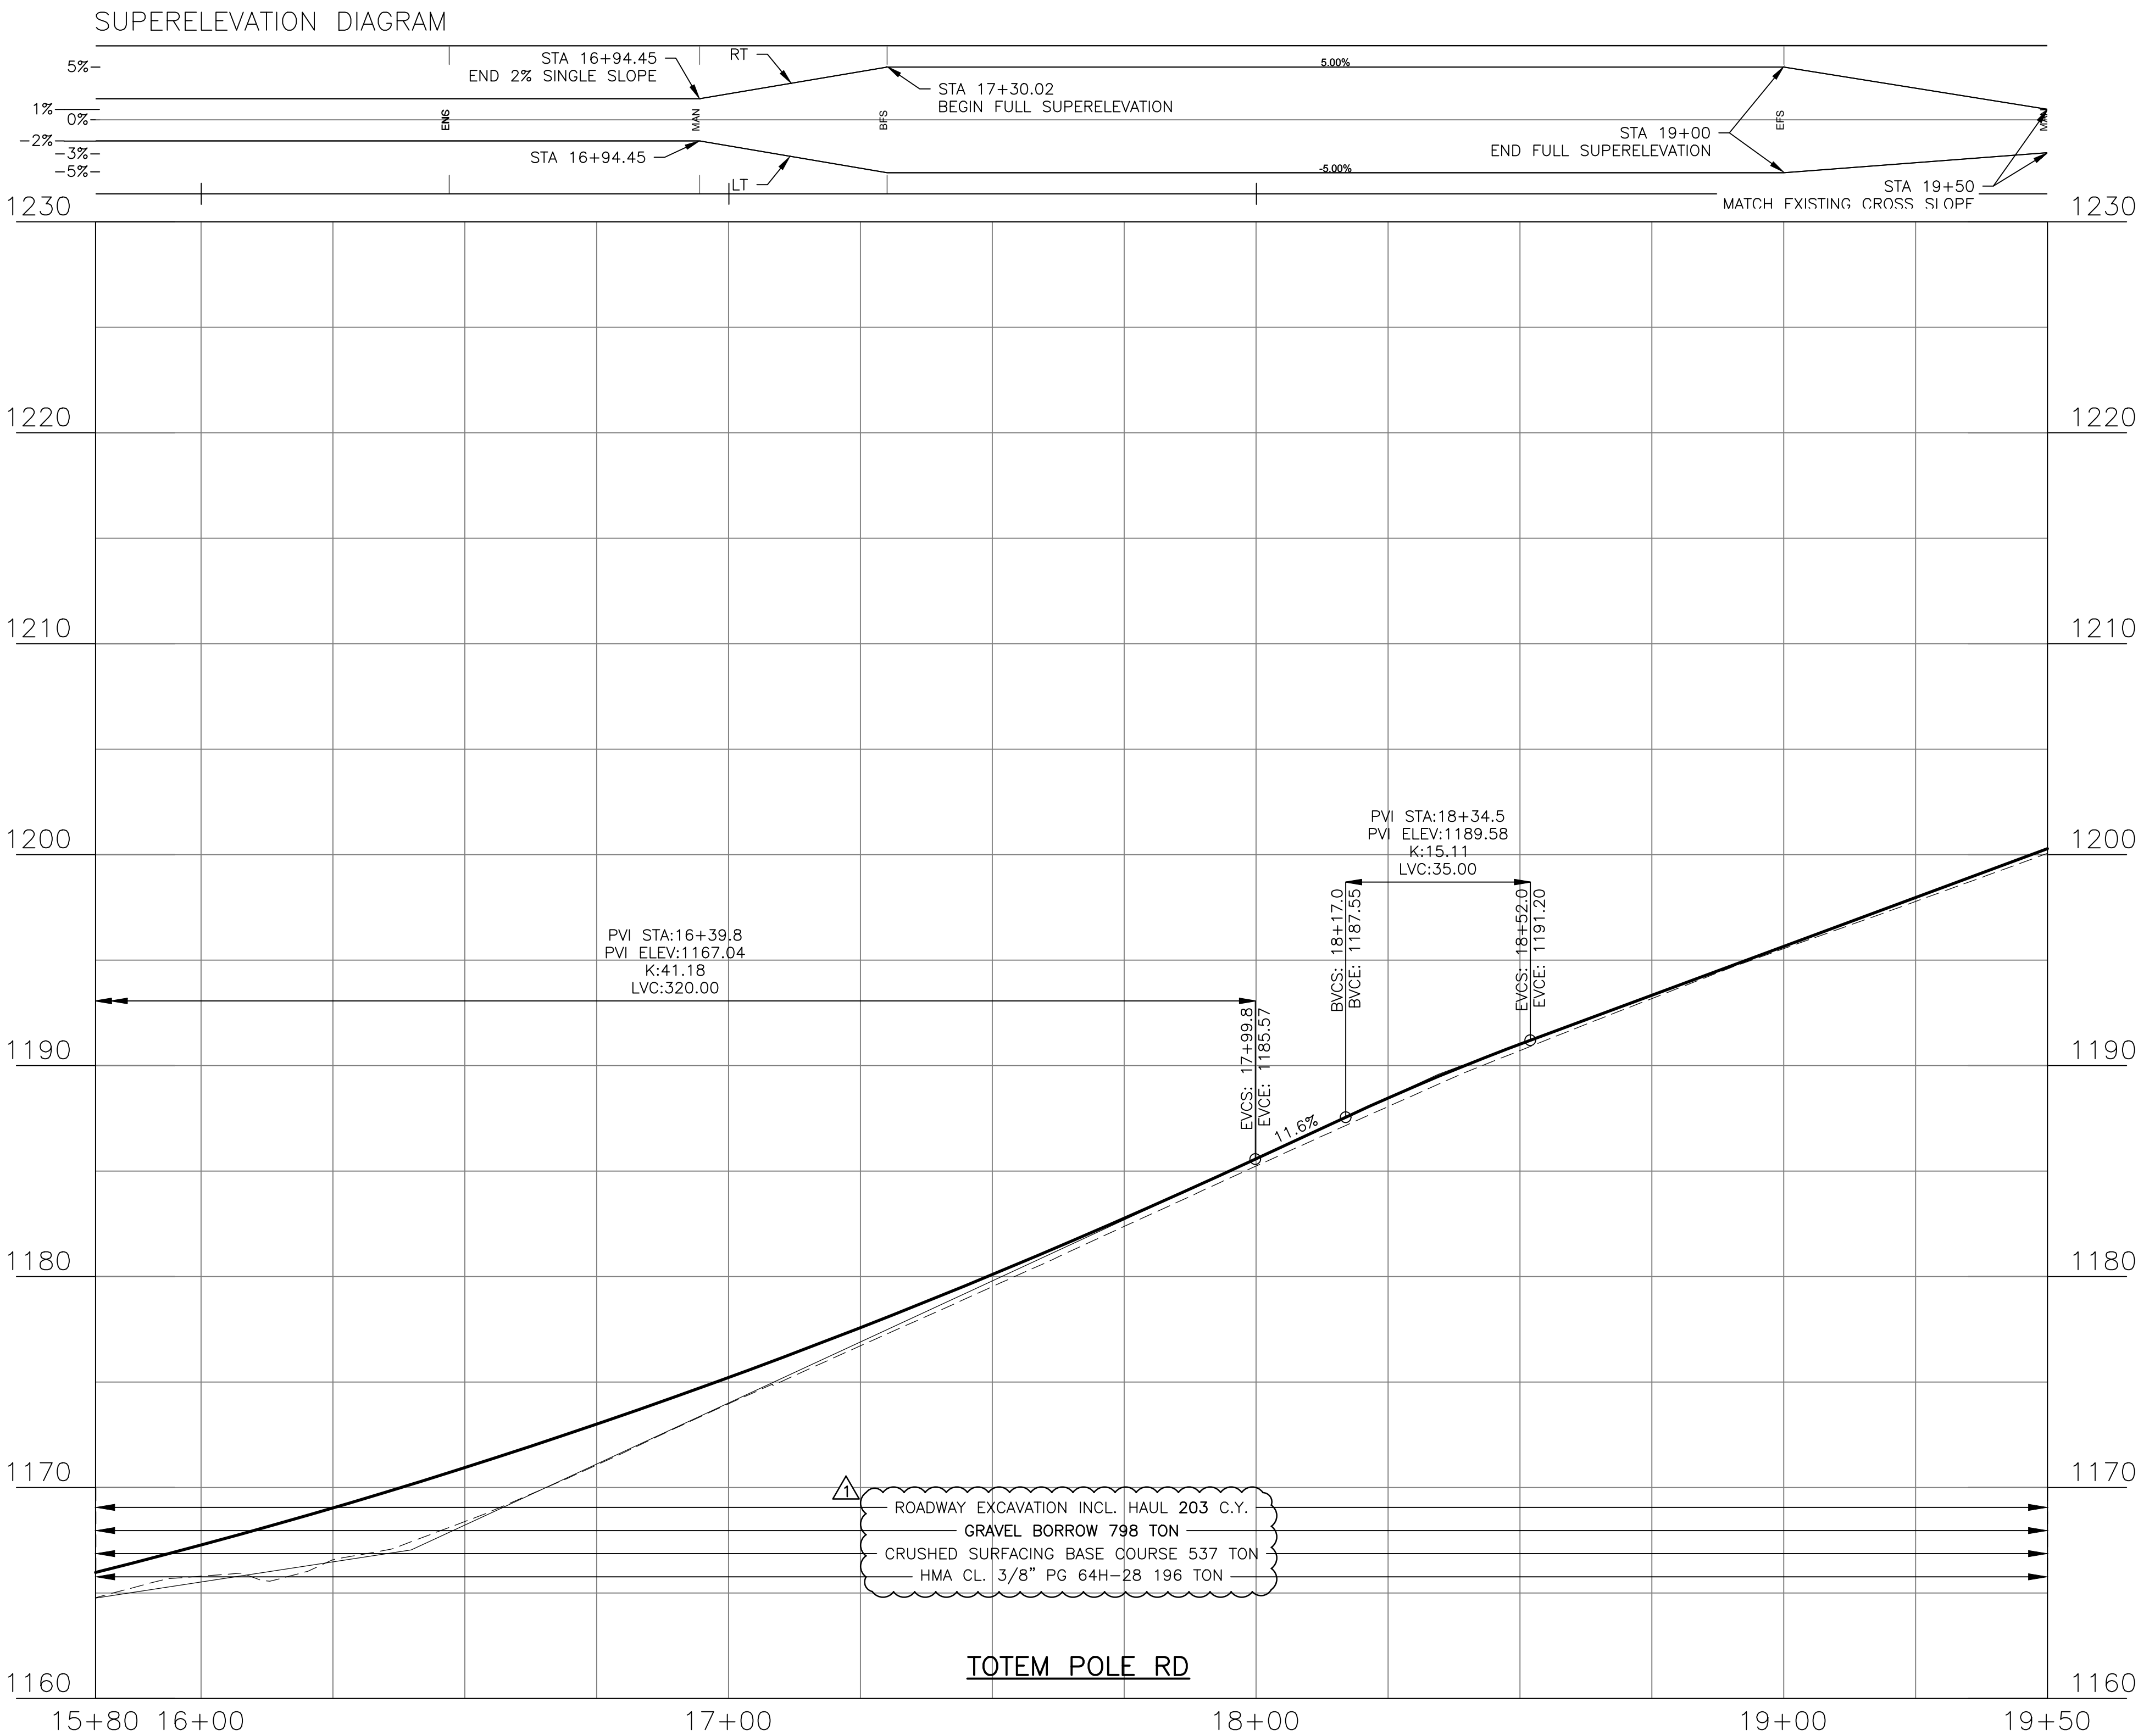 SUPERELEVATION DIAGRAM
5%
1%
0%
-2%
-3%
-5%
STA 16+94.45
END 2% SINGLE SLOPE
RT
5.00%
STA 17+30.02
BEGIN FULL SUPERELEVATION
MAN
BFS
EFS
STA 19+00
END FULL SUPERELEVATION
STA 16+94.45
LT
-5.00%
STA 19+50
MATCH EXISTING CROSS SLOPE
1230
1230
1220
1220
1210
1210
1200
1200
PVI STA:18+34.5
PVI ELEV:1189.58
K:15.11
LVC:35.00
BVCS: 18+17.0
BVCE: 1187.55
EVCS: 18+52.0
EVCE: 1191.20
PVI STA:16+39.8
PVI ELEV:1167.04
K:41.18
LVC:320.00
EVCS: 17+99.8
EVCE: 1185.57
11.6%
1190
1190
1180
1180
1170
1170
1
ROADWAY EXCAVATION INCL. HAUL 203 C.Y.
GRAVEL BORROW 798 TON
CRUSHED SURFACING BASE COURSE 537 TON
HMA CL. 3/8" PG 64H-28 196 TON
TOTEM POLE RD
1160
1160
15+80 16+00 17+00 18+00 19+00 19+50